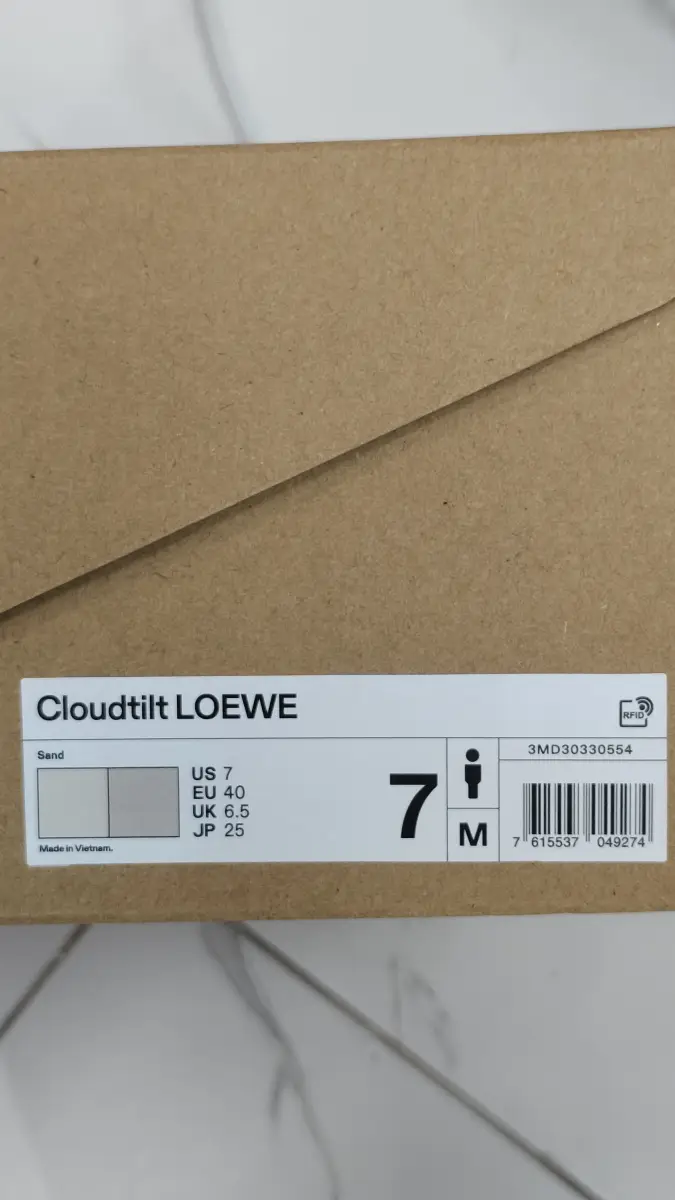 Cloudtilt LOEWE
RFID
Sand
US 7
EU 40
UK 6.5
JP 25
Made in Vietnam.
7
M
3MD30330554
7 615537 049274